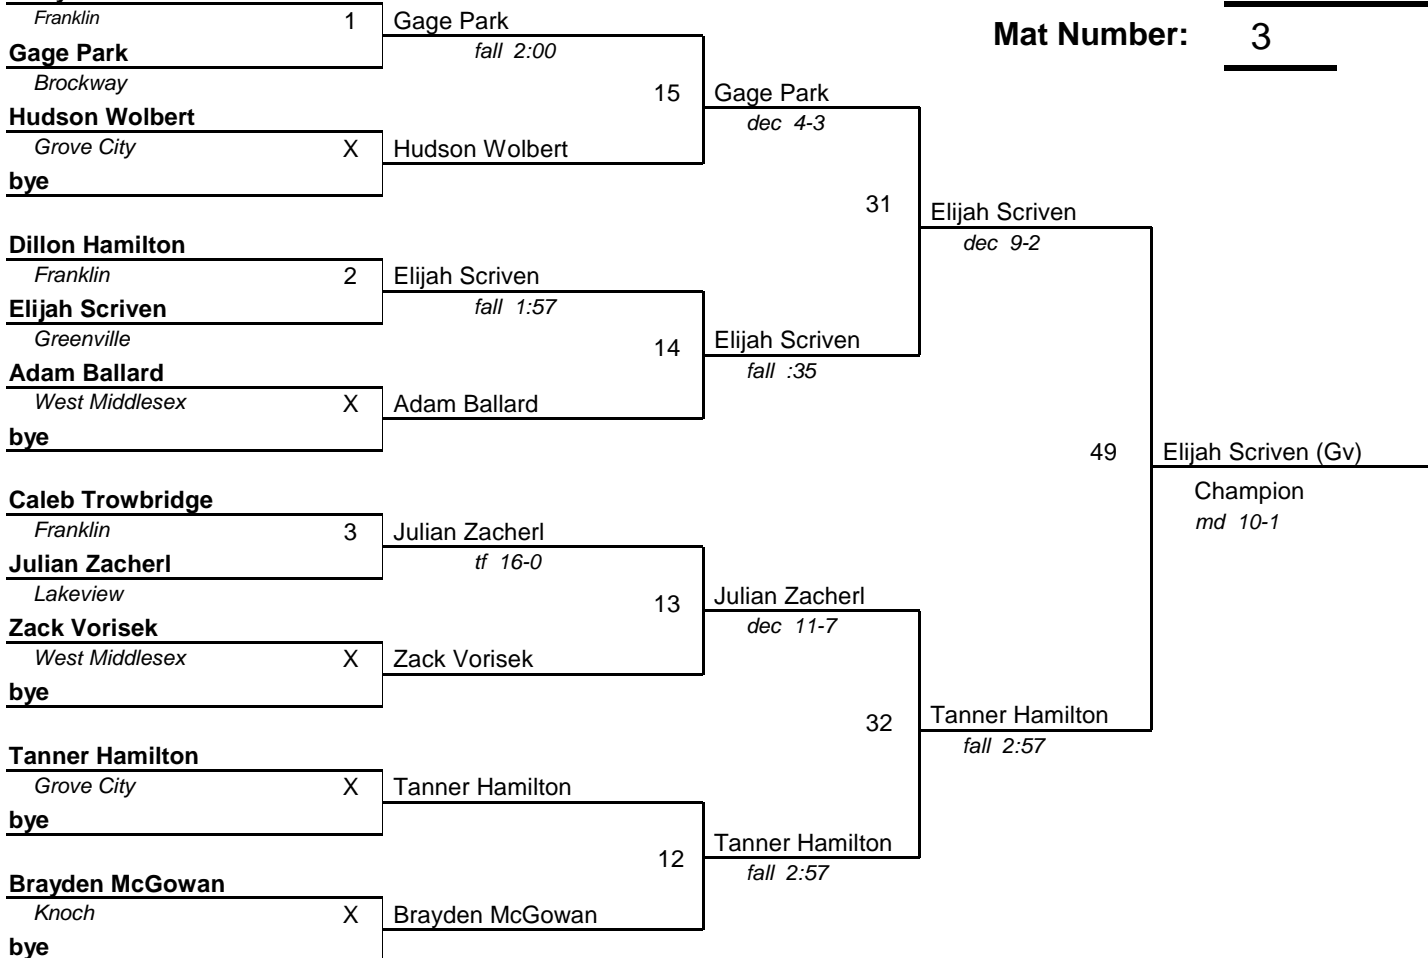 Franklin
1
Gage Park
Mat Number: 3
Gage Park
fall 2:00
Brockway
15
Gage Park
Hudson Wolbert
dec 4-3
Grove City
X
Hudson Wolbert
bye
31
Elijah Scriven
Dillon Hamilton
dec 9-2
Franklin
2
Elijah Scriven
Elijah Scriven
fall 1:57
Greenville
14
Elijah Scriven
Adam Ballard
fall :35
West Middlesex
X
Adam Ballard
bye
49
Elijah Scriven (Gv)
Champion
md 10-1
Caleb Trowbridge
Franklin
3
Julian Zacherl
Julian Zacherl
tf 16-0
Lakeview
13
Julian Zacherl
Zack Vorisek
dec 11-7
West Middlesex
X
Zack Vorisek
bye
32
Tanner Hamilton
Tanner Hamilton
fall 2:57
Grove City
X
Tanner Hamilton
bye
12
Tanner Hamilton
Brayden McGowan
fall 2:57
Knoch
X
Brayden McGowan
bye